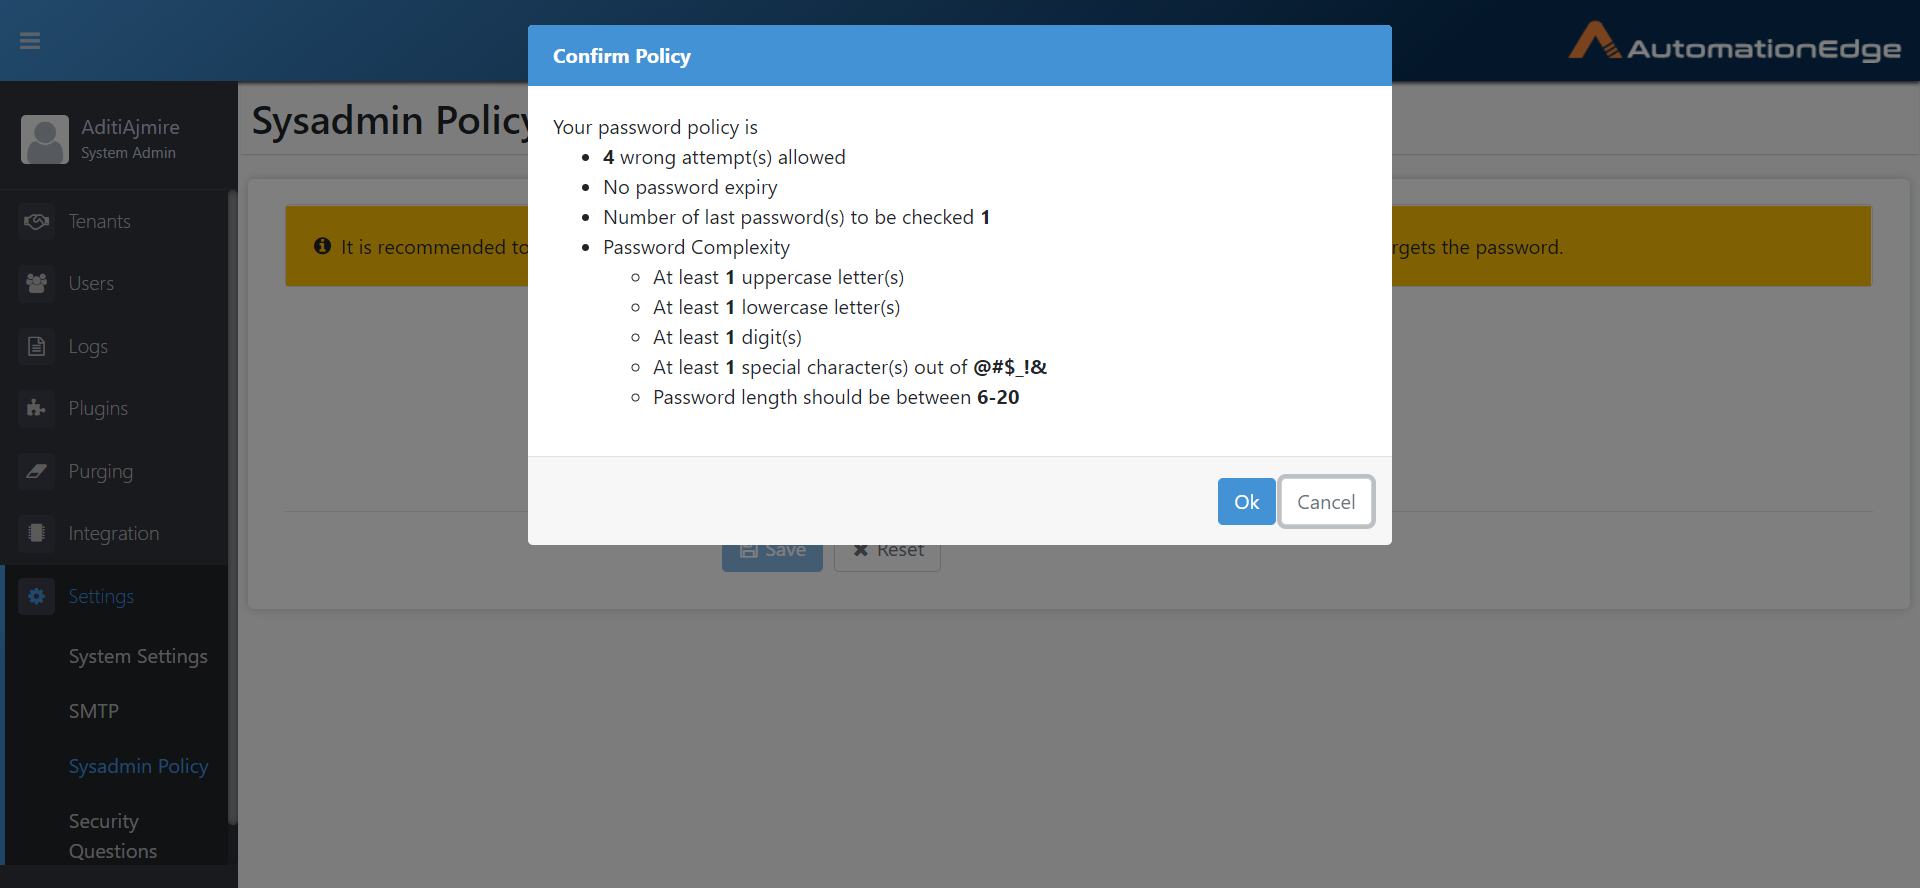 Confirm Policy
AutomationEdge
Sysadmin Policy
AditiAjmire
System Admin
Your password policy is
4 wrong attempt(s) allowed
No password expiry
Number of last password(s) to be checked 1
Password Complexity
At least 1 uppercase letter(s)
At least 1 lowercase letter(s)
At least 1 digit(s)
At least 1 special character(s) out of @#$_!&
Password length should be between 6-20
Ok
Cancel
It is recommended to
rgets the password.
Save
Reset
Tenants
Users
Logs
Plugins
Purging
Integration
Settings
System Settings
SMTP
Sysadmin Policy
Security
Questions